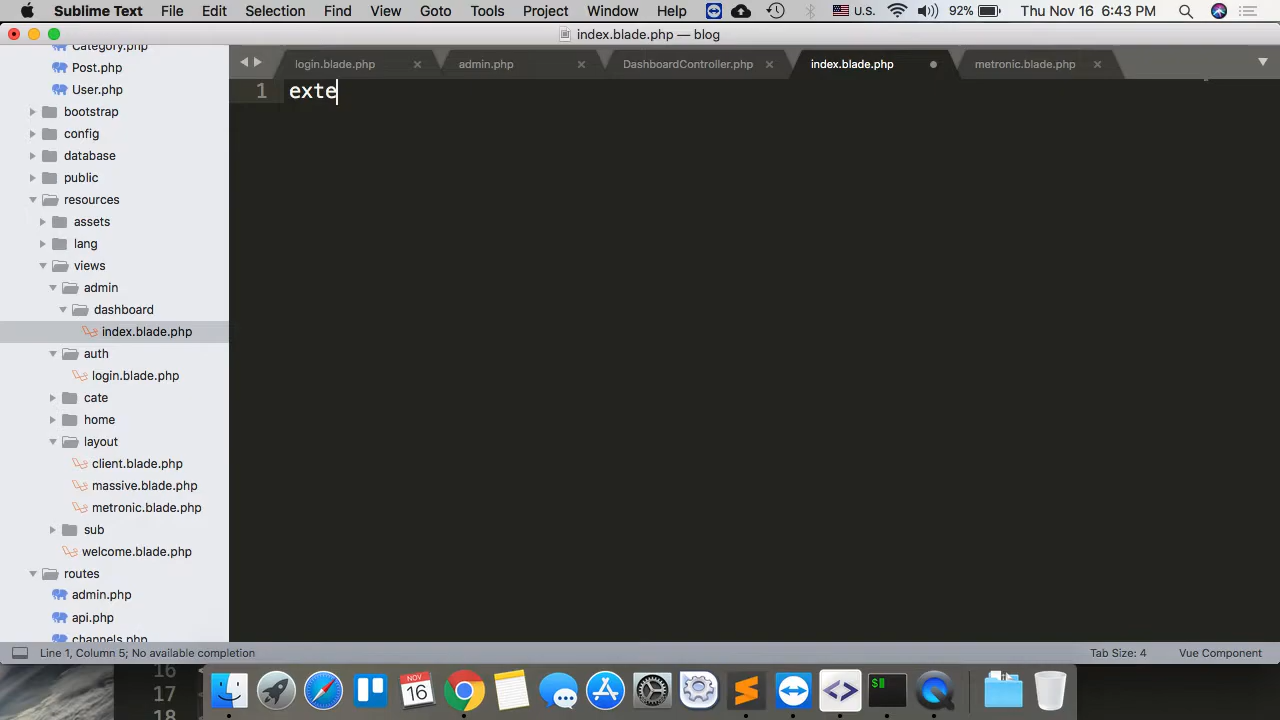 Sublime Text File Edit Selection Find View Goto Tools Project Window Help U.S. 92% Thu Nov 16 6:43 PM
index.blade.php — blog
login.blade.php × admin.php × DashboardController.php × index.blade.php metronic.blade.php ×
Category.php
Post.php
User.php
bootstrap
config
database
public
resources
assets
lang
views
admin
dashboard
index.blade.php
auth
login.blade.php
cate
home
layout
client.blade.php
massive.blade.php
metronic.blade.php
sub
welcome.blade.php
routes
admin.php
api.php
channels.php
1 exte
Line 1, Column 5; No available completion Tab Size: 4 Vue Component
16
17
18
NOV
16
$